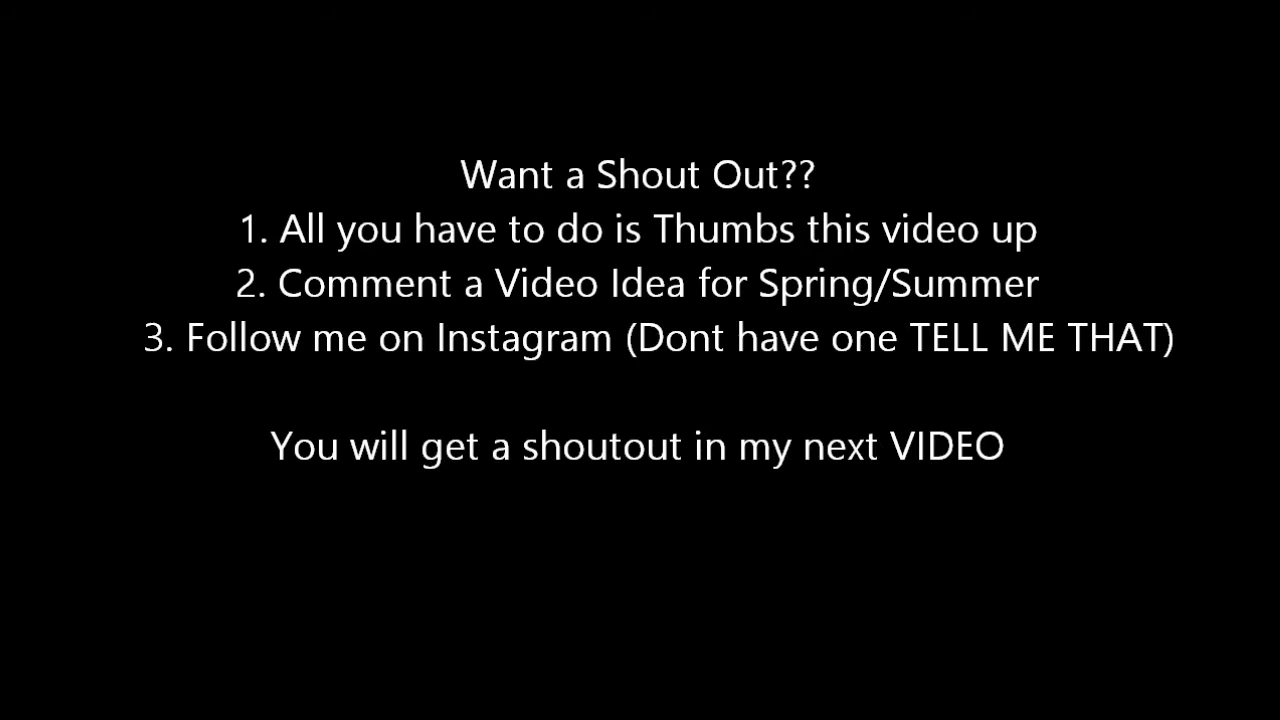 Want a Shout Out??
1. All you have to do is Thumbs this video up
2. Comment a Video Idea for Spring/Summer
3. Follow me on Instagram (Dont have one TELL ME THAT)
You will get a shoutout in my next VIDEO